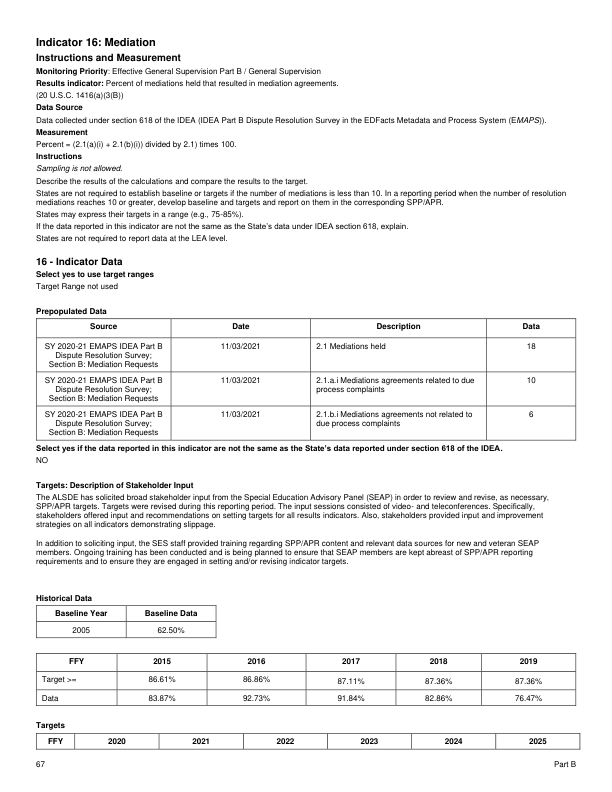 Indicator 16: Mediation
Instructions and Measurement
Monitoring Priority: Effective General Supervision Part B / General Supervision
Results indicator: Percent of mediations held that resulted in mediation agreements.
(20 U.S.C. 1416(a)(3(B))
Data Source
Data collected under section 618 of the IDEA (IDEA Part B Dispute Resolution Survey in the EDFacts Metadata and Process System (EMAPS)).
Measurement
Percent = (2.1(a)(i) + 2.1(b)(i)) divided by 2.1) times 100.
Instructions
Sampling is not allowed.
Describe the results of the calculations and compare the results to the target.
States are not required to establish baseline or targets if the number of mediations is less than 10. In a reporting period when the number of resolution
mediations reaches 10 or greater, develop baseline and targets and report on them in the corresponding SPP/APR.
States may express their targets in a range (e.g., 75-85%).
If the data reported in this indicator are not the same as the State's data under IDEA section 618, explain.
States are not required to report data at the LEA level.
16 - Indicator Data
Select yes to use target ranges
Target Range not used
Prepopulated Data
Source Date Description Data
SY 2020-21 EMAPS IDEA Part B 11/03/2021 2.1 Mediations held 18
Dispute Resolution Survey;
Section B: Mediation Requests
SY 2020-21 EMAPS IDEA Part B 11/03/2021 2.1.a.i Mediations agreements related to due 10
Dispute Resolution Survey; process complaints
Section B: Mediation Requests
SY 2020-21 EMAPS IDEA Part B 11/03/2021 2.1.b.i Mediations agreements not related to 6
Dispute Resolution Survey; due process complaints
Section B: Mediation Requests
Select yes if the data reported in this indicator are not the same as the State's data reported under section 618 of the IDEA.
NO
Targets: Description of Stakeholder Input
The ALSDE has solicited broad stakeholder input from the Special Education Advisory Panel (SEAP) in order to review and revise, as necessary,
SPP/APR targets. Targets were revised during this reporting period. The input sessions consisted of video- and teleconferences. Specifically,
stakeholders offered input and recommendations on setting targets for all results indicators. Also, stakeholders provided input and improvement
strategies on all indicators demonstrating slippage.
In addition to soliciting input, the SES staff provided training regarding SPP/APR content and relevant data sources for new and veteran SEAP
members. Ongoing training has been conducted and is being planned to ensure that SEAP members are kept abreast of SPP/APR reporting
requirements and to ensure they are engaged in setting and/or revising indicator targets.
Historical Data
Baseline Year Baseline Data
2005 62.50%
FFY 2015 2016 2017 2018 2019
Target >= 86.61% 86.86% 87.11% 87.36% 87.36%
Data 83.87% 92.73% 91.84% 82.86% 76.47%
Targets
FFY 2020 2021 2022 2023 2024 2025
67 Part B